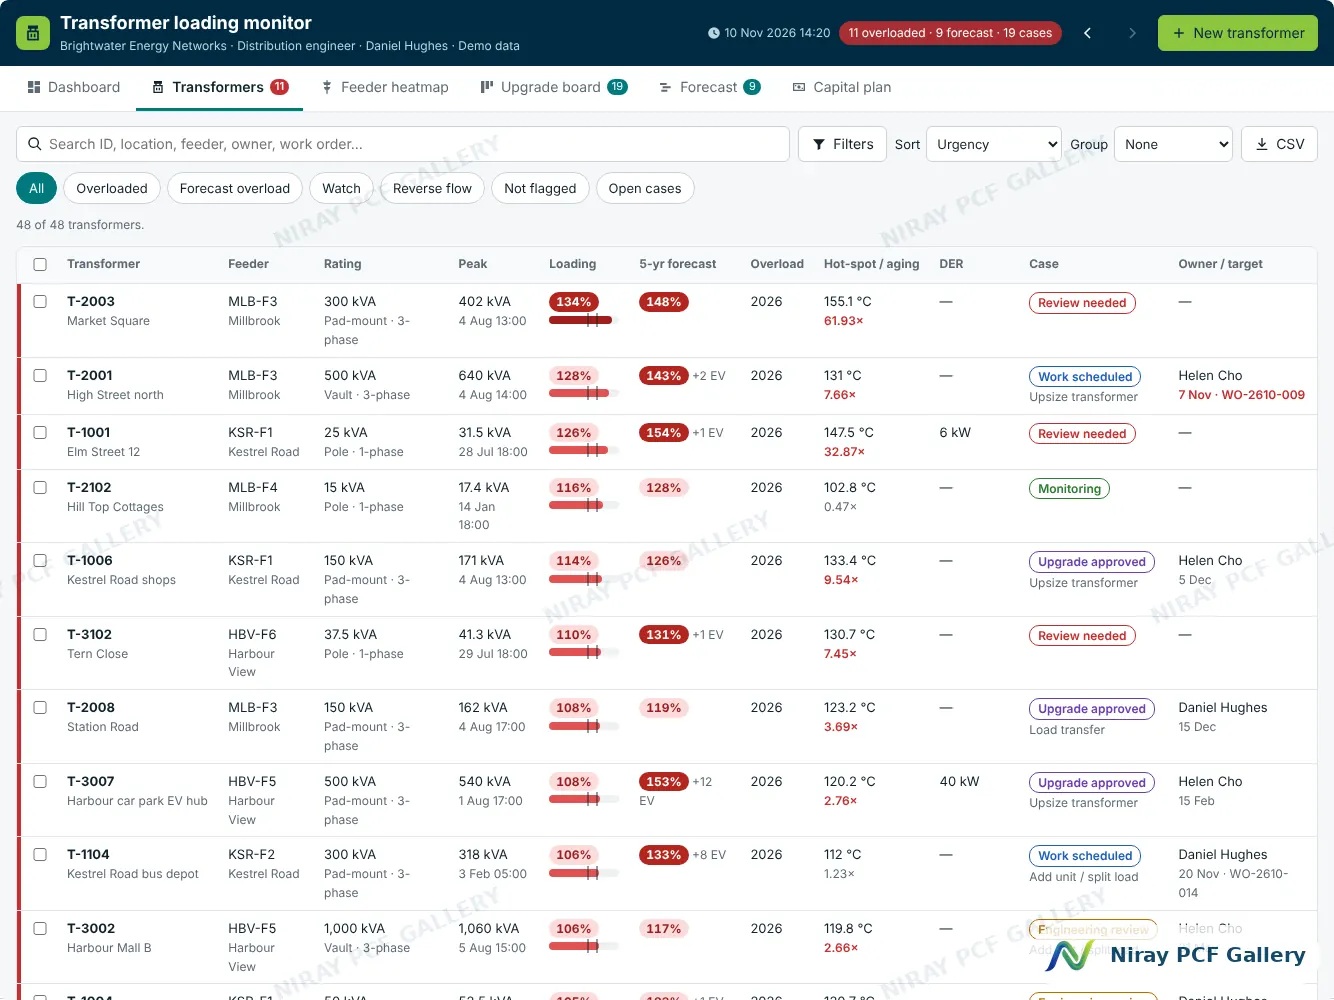 Transformer loading monitor
Brightwater Energy Networks · Distribution engineer · Daniel Hughes · Demo data
10 Nov 2026 14:20
11 overloaded · 9 forecast · 19 cases
+ New transformer
Dashboard
Transformers 11
Feeder heatmap
Upgrade board 19
Forecast 9
Capital plan
Search ID, location, feeder, owner, work order...
Filters
Sort
Urgency
Group
None
CSV
All
Overloaded
Forecast overload
Watch
Reverse flow
Not flagged
Open cases
48 of 48 transformers.
Transformer Feeder Rating Peak Loading 5-yr forecast Overload Hot-spot / aging DER Case Owner / target
T-2003 MLB-F3 300 kVA 402 kVA 134% 148% 2026 155.1 °C — Review needed —
Market Square Millbrook Pad-mount · 3- 4 Aug 13:00 61.93×
phase
T-2001 MLB-F3 500 kVA 640 kVA 128% 143% +2 EV 2026 131 °C — Work scheduled Helen Cho
High Street north Millbrook Vault · 3-phase 4 Aug 14:00 7.66× Upsize transformer 7 Nov · WO-2610-009
T-1001 KSR-F1 25 kVA 31.5 kVA 126% 154% +1 EV 2026 147.5 °C 6 kW Review needed —
Elm Street 12 Kestrel Road Pole · 1-phase 28 Jul 18:00 32.87×
T-2102 MLB-F4 15 kVA 17.4 kVA 116% 128% 2026 102.8 °C — Monitoring —
Hill Top Cottages Millbrook Pole · 1-phase 14 Jan 0.47×
18:00
T-1006 KSR-F1 150 kVA 171 kVA 114% 126% 2026 133.4 °C — Upgrade approved Helen Cho
Kestrel Road shops Kestrel Road Pad-mount · 3- 4 Aug 13:00 9.54× Upsize transformer 5 Dec
phase
T-3102 HBV-F6 37.5 kVA 41.3 kVA 110% 131% +1 EV 2026 130.7 °C — Review needed —
Tern Close Harbour Pole · 1-phase 29 Jul 18:00 7.45×
View
T-2008 MLB-F3 150 kVA 162 kVA 108% 119% 2026 123.2 °C — Upgrade approved Daniel Hughes
Station Road Millbrook Pad-mount · 3- 4 Aug 17:00 3.69× Load transfer 15 Dec
phase
T-3007 HBV-F5 500 kVA 540 kVA 108% 153% +12 2026 120.2 °C 40 kW Upgrade approved Helen Cho
Harbour car park EV hub Harbour Pad-mount · 3- 1 Aug 17:00 EV 2.76× Upsize transformer 15 Feb
View phase
T-1104 KSR-F2 300 kVA 318 kVA 106% 133% +8 EV 2026 112 °C — Work scheduled Daniel Hughes
Kestrel Road bus depot Kestrel Road Pad-mount · 3- 3 Feb 05:00 1.23× Add unit / split load 20 Nov · WO-2610-
phase 014
T-3002 HBV-F5 1,000 kVA 1,060 kVA 106% 117% 2026 119.8 °C — Engineering review Helen Cho
Harbour Mall B Harbour Vault · 3-phase 5 Aug 15:00 2.66×
View
Niray PCF Gallery
NIRAY PCF GALLERY
NIRAY PCF GALLERY
NIRAY PCF GALLERY
NIRAY PCF GALLERY
NIRAY PCF GALLERY
NIRAY PCF GALLERY